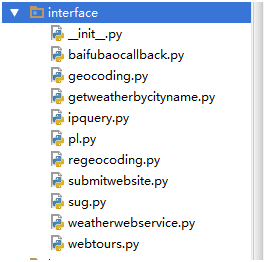 interface
__init__.py
baifubaocallback.py
geocoding.py
getweatherbycityname.py
ipquery.py
pl.py
regeocoding.py
submitwebsite.py
sug.py
weatherwebservice.py
webtours.py